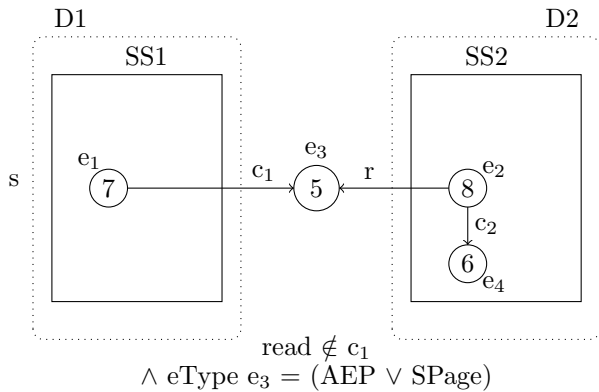 D1
D2
SS1
SS2
e₁
7
c₁
e₃
5
r
8
e₂
s
c₂
6
e₄
read ∉ c₁
∧ eType e₃ = (AEP ∨ SPage)